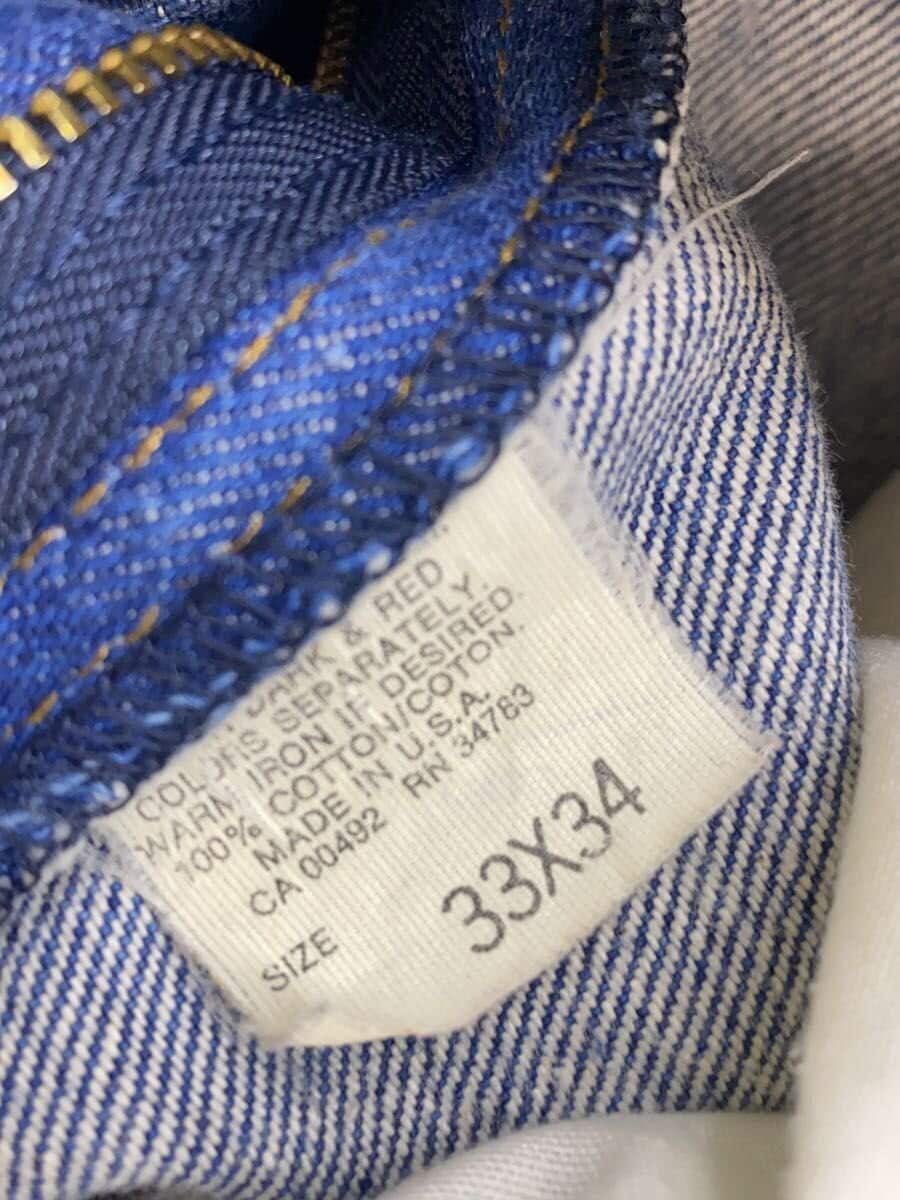 DARK & RED
COLORS SEPARATELY.
WARM IRON IF DESIRED.
100% COTTON/COTON.
MADE IN U.S.A.
CA 00492 RN 34783
SIZE 33X34